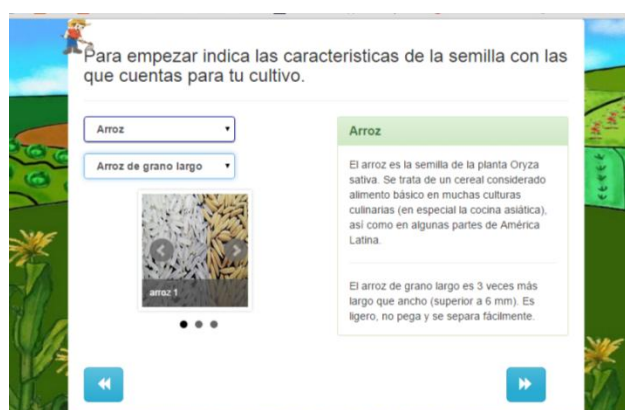 Para empezar indica las caracteristicas de la semilla con las
que cuentas para tu cultivo.
Arroz
Arroz de grano largo
arroz 1
Arroz
El arroz es la semilla de la planta Oryza
sativa. Se trata de un cereal considerado
alimento básico en muchas culturas
culinarias (en especial la cocina asiática),
así como en algunas partes de América
Latina.
El arroz de grano largo es 3 veces más
largo que ancho (superior a 6 mm). Es
ligero, no pega y se separa fácilmente.